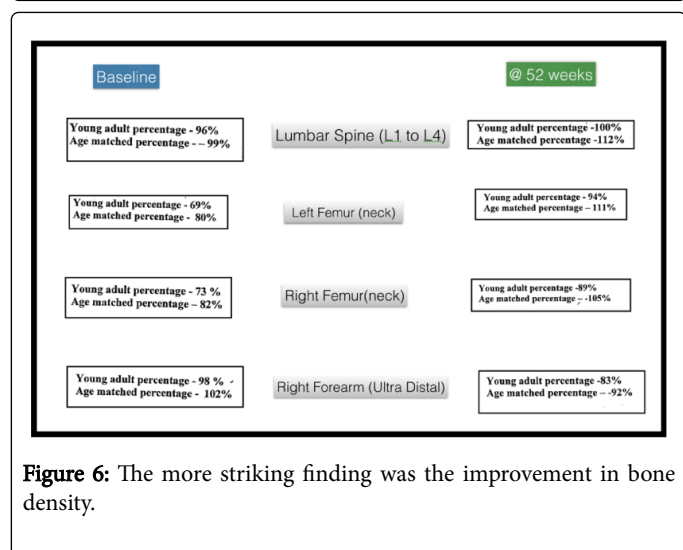 Baseline
@ 52 weeks
Young adult percentage - 96%
Age matched percentage - – 99%
Lumbar Spine (L1 to L4)
Young adult percentage -100%
Age matched percentage -112%
Young adult percentage - 69%
Age matched percentage - 80%
Left Femur (neck)
Young adult percentage - 94%
Age matched percentage – 111%
Young adult percentage - 73 %
Age matched percentage – 82%
Right Femur(neck)
Young adult percentage -89%
Age matched percentage – -105%
Young adult percentage - 98 %
Age matched percentage - 102%
Right Forearm (Ultra Distal)
Young adult percentage -83%
Age matched percentage – -92%
Figure 6: The more striking finding was the improvement in bone
density.